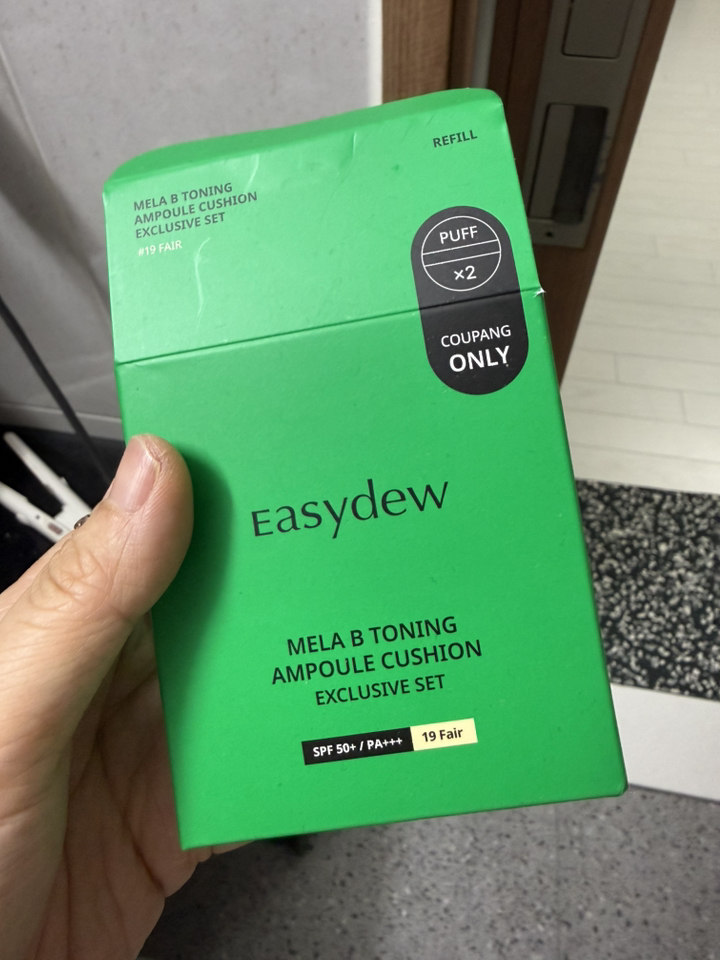 REFILL
MELA B TONING
AMPOULE CUSHION
EXCLUSIVE SET
#19 FAIR
PUFF
×2
COUPANG
ONLY
Easydew
MELA B TONING
AMPOULE CUSHION
EXCLUSIVE SET
SPF 50+ / PA+++ 19 Fair